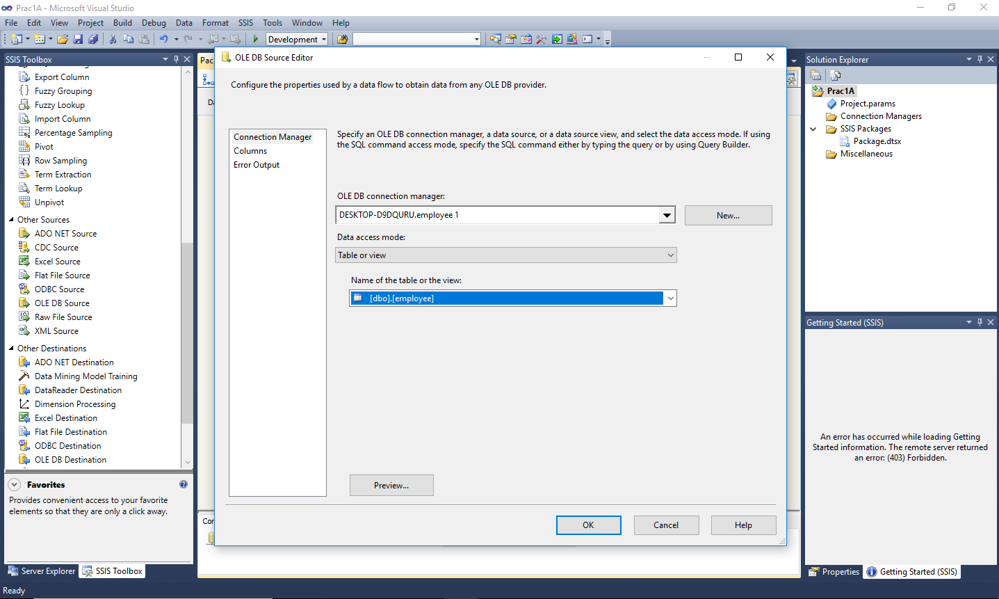 Prac1A - Microsoft Visual Studio
File Edit View Project Build Debug Data Format SSIS Tools Window Help
Development
SSIS Toolbox
Export Column
Fuzzy Grouping
Fuzzy Lookup
Import Column
Percentage Sampling
Pivot
Row Sampling
Term Extraction
Term Lookup
Unpivot
Other Sources
ADO NET Source
CDC Source
Excel Source
Flat File Source
ODBC Source
OLE DB Source
Raw File Source
XML Source
Other Destinations
ADO NET Destination
Data Mining Model Training
DataReader Destination
Dimension Processing
Excel Destination
Flat File Destination
ODBC Destination
OLE DB Destination
Favorites
Provides convenient access to your favorite
elements so that they are only a click away.
Server Explorer
SSIS Toolbox
Ready
OLE DB Source Editor
Configure the properties used by a data flow to obtain data from any OLE DB provider.
Connection Manager
Columns
Error Output
Specify an OLE DB connection manager, a data source, or a data source view, and select the data access mode. If using
the SQL command access mode, specify the SQL command either by typing the query or by using Query Builder.
OLE DB connection manager:
DESKTOP-D9DQURU.employee 1
New...
Data access mode:
Table or view
Name of the table or the view:
[dbo].[employee]
Preview...
OK
Cancel
Help
Solution Explorer
Prac1A
Project.params
Connection Managers
SSIS Packages
Package.dtsx
Miscellaneous
Getting Started (SSIS)
An error has occurred while loading Getting
Started information. The remote server returned
an error: (403) Forbidden.
Properties
Getting Started (SSIS)